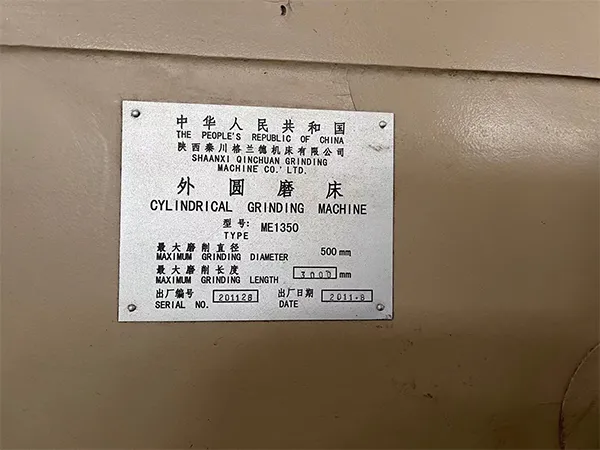 中华人民共和国
THE PEOPLE'S REPUBLIC OF CHINA
陕西秦川格兰德机床有限公司
SHAANXI QINCHUAN GRINDING
MACHINE CO.' LTD.
外圆磨床
CYLINDRICAL GRINDING MACHINE
型号: ME1350
TYPE
最大磨削直径 500 mm
MAXIMUM GRINDING DIAMETER
最大磨削长度 3000 mm
MAXIMUM GRINDING LENGTH
出厂编号 201128 出厂日期 2011-8
SERIAL NO. DATE